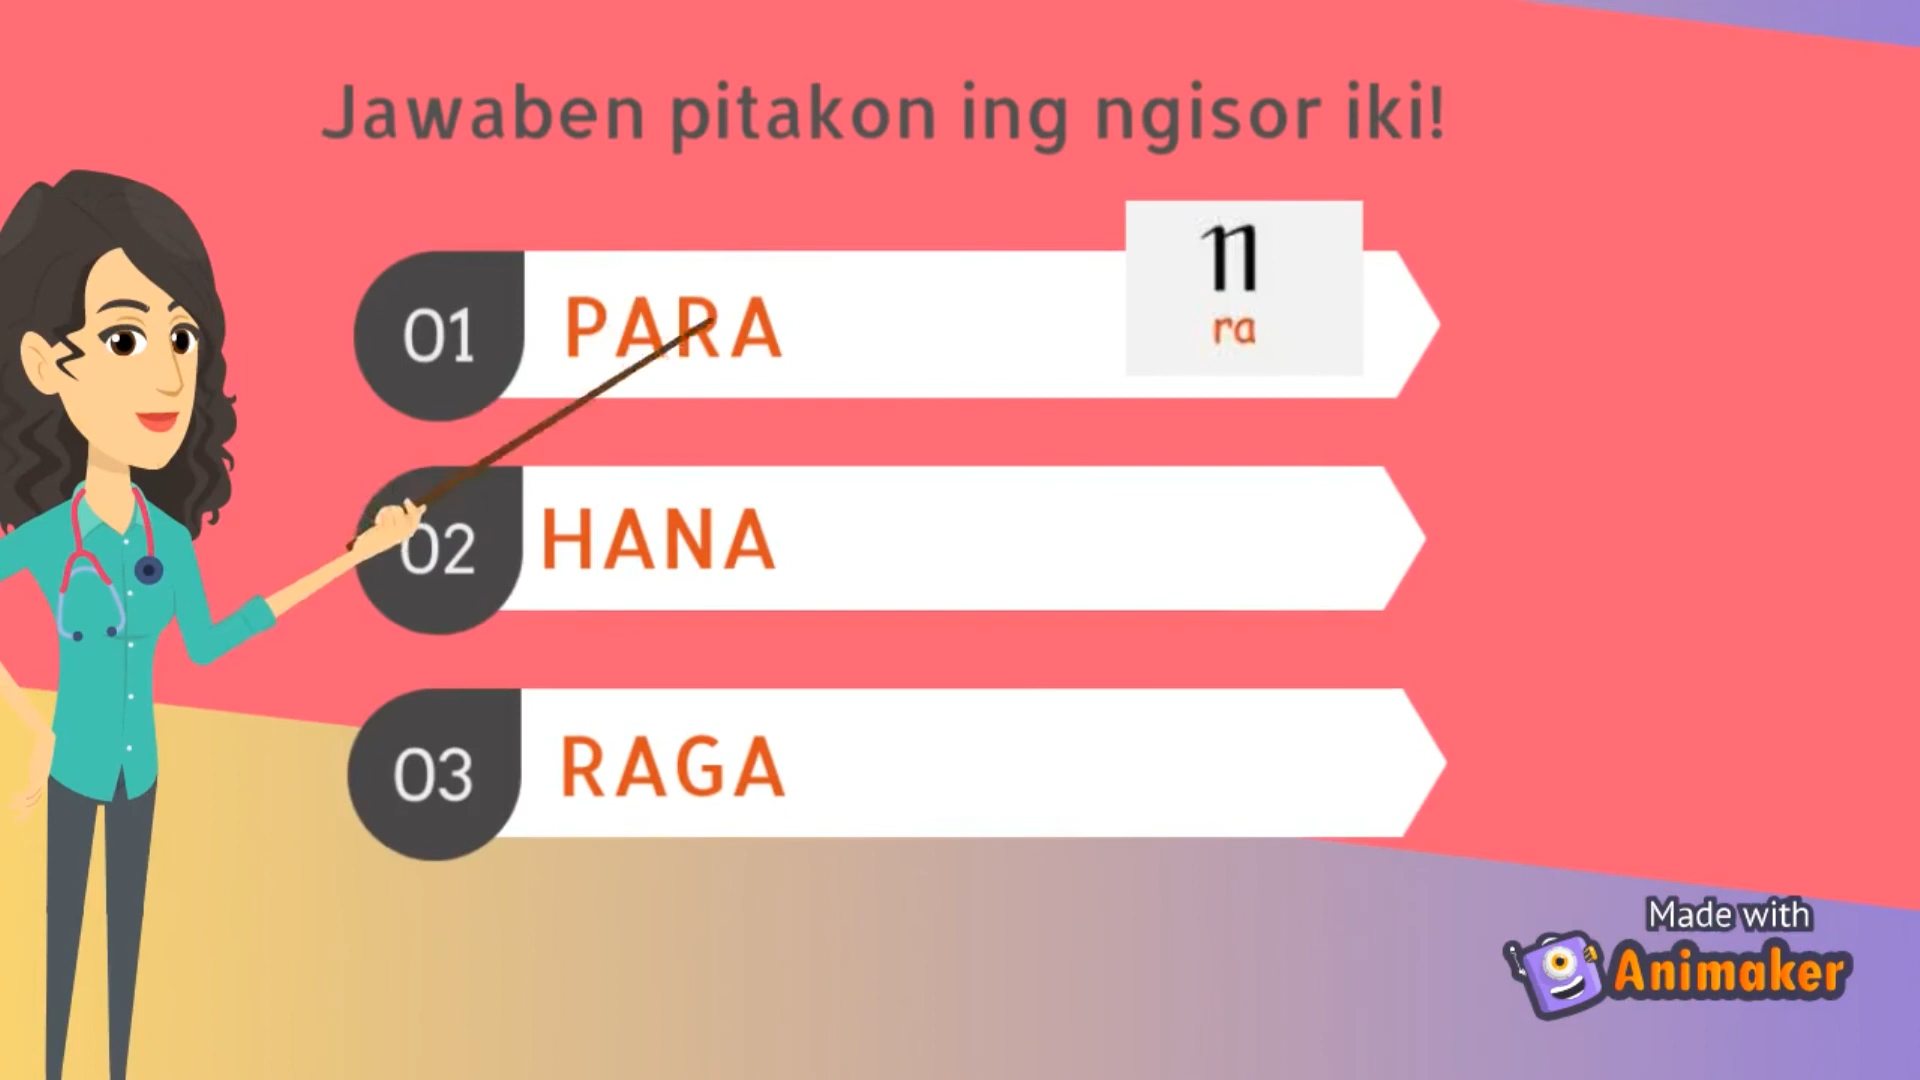 Jawaben pitakon ing ngisor iki!
ꦫ
ra
01 PARA
02 HANA
03 RAGA
Made with
Animaker